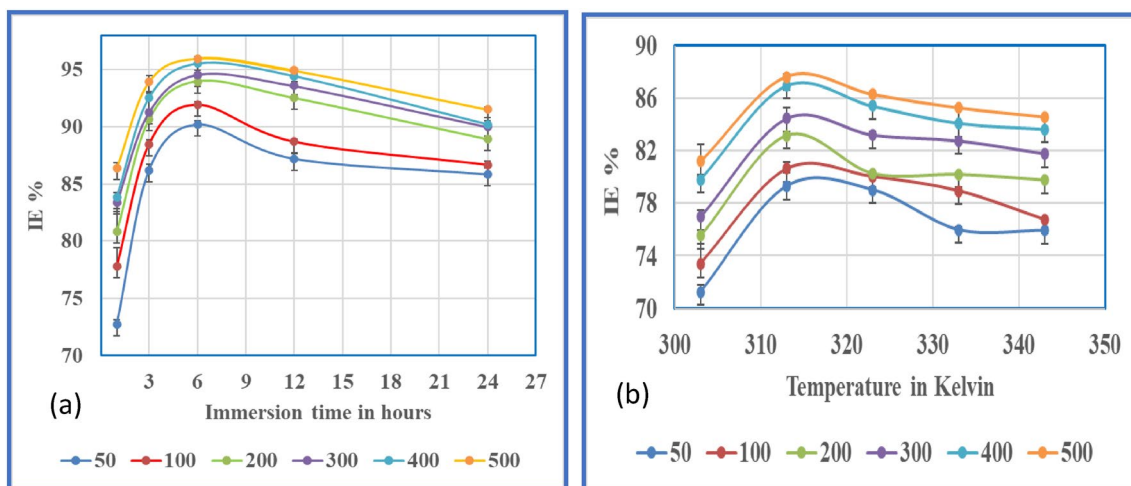 95
90
85
80
75
70
IE %
3 6 9 12 15 18 21 24 27
(a)
Immersion time in hours
50 100 200 300 400 500
90
86
82
78
74
70
IE %
300 310 320 330 340 350
(b)
Temperature in Kelvin
50 100 200 300 400 500